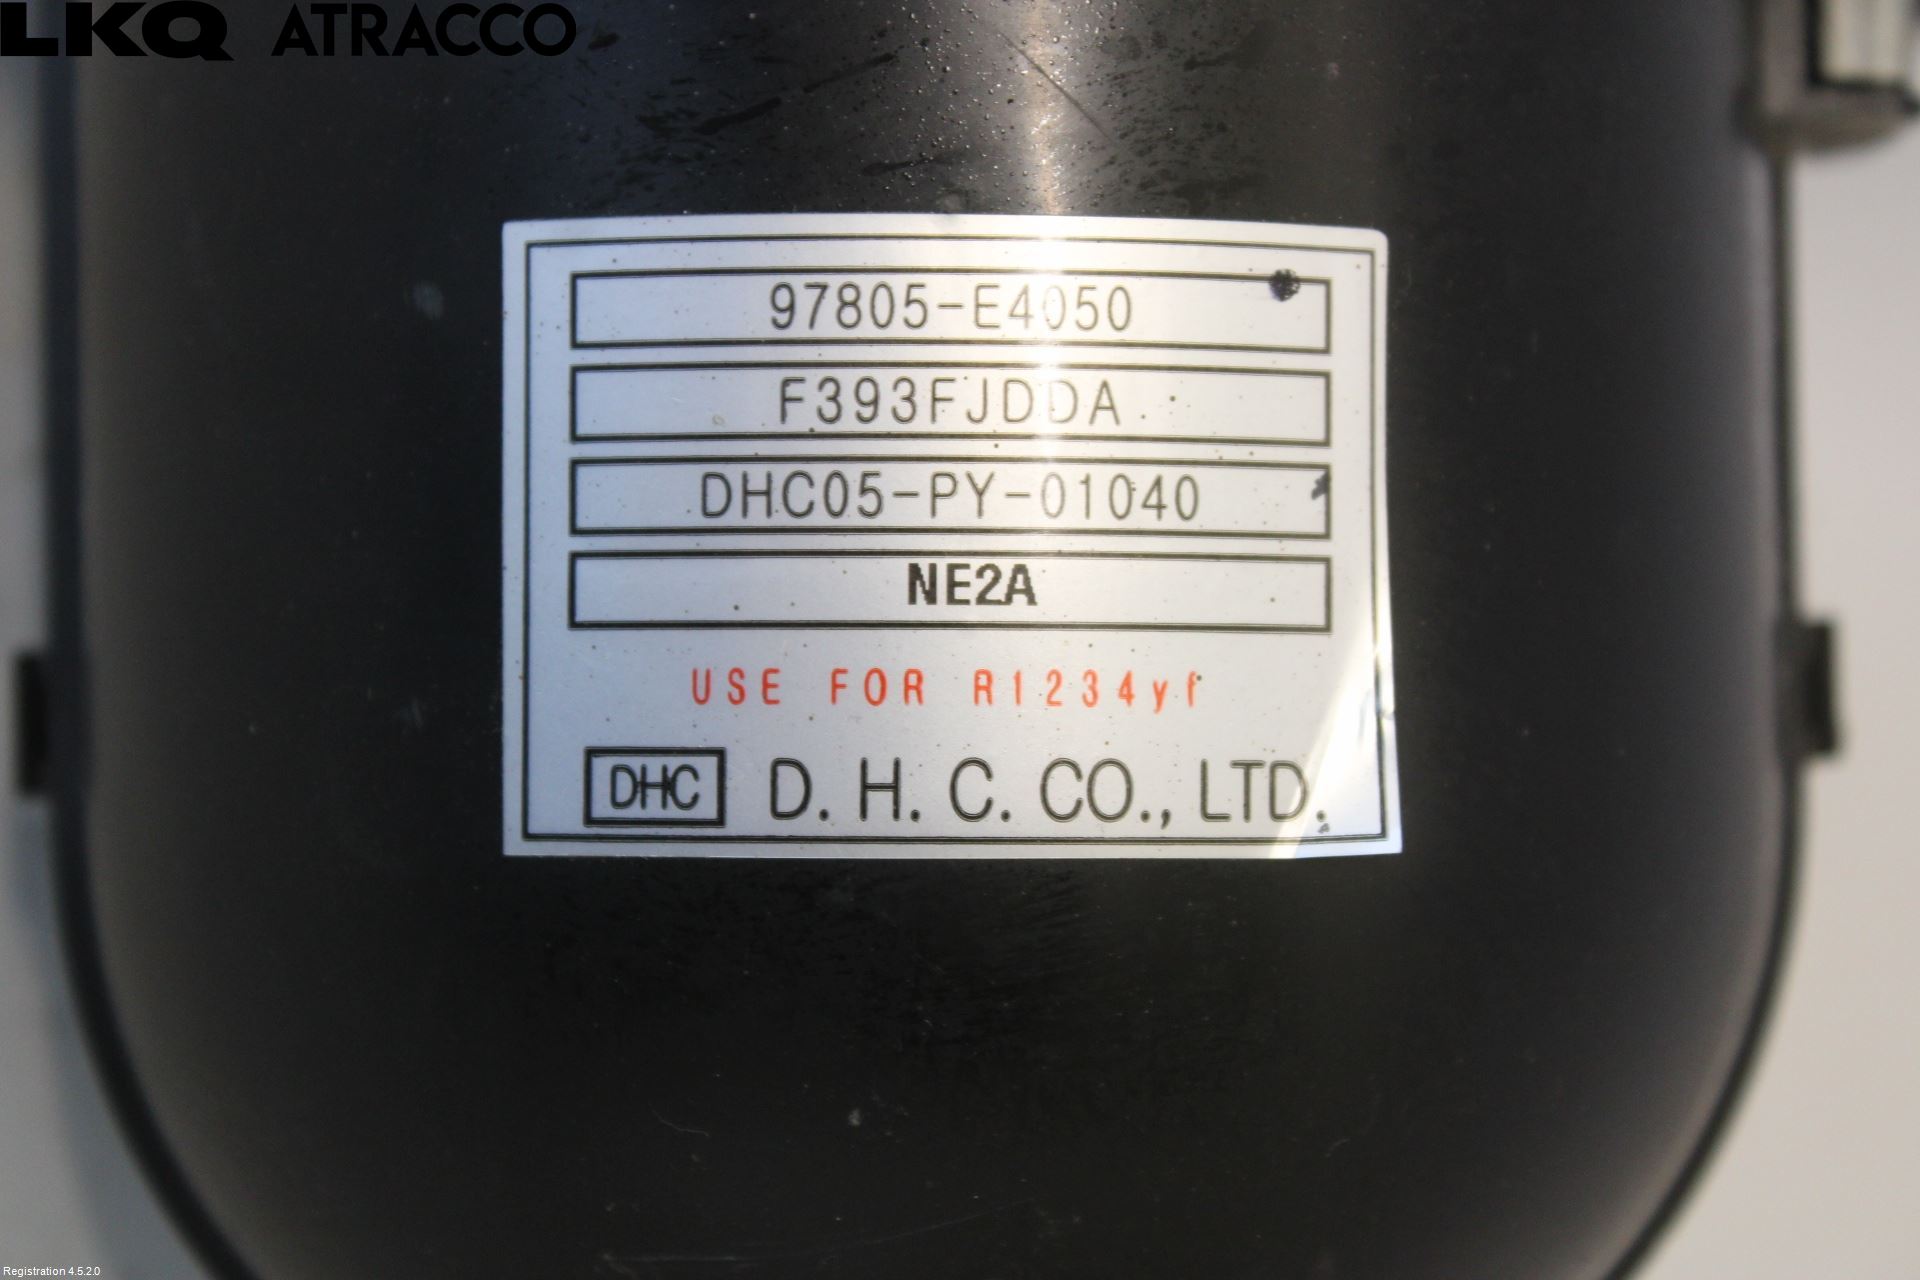 LKQ ATRACCO
97805-E4050
F393FJDDA
DHC05-PY-01040
NE2A
USE FOR R1234yf
DHC D. H. C. CO., LTD.
Registration 4.5.2.0